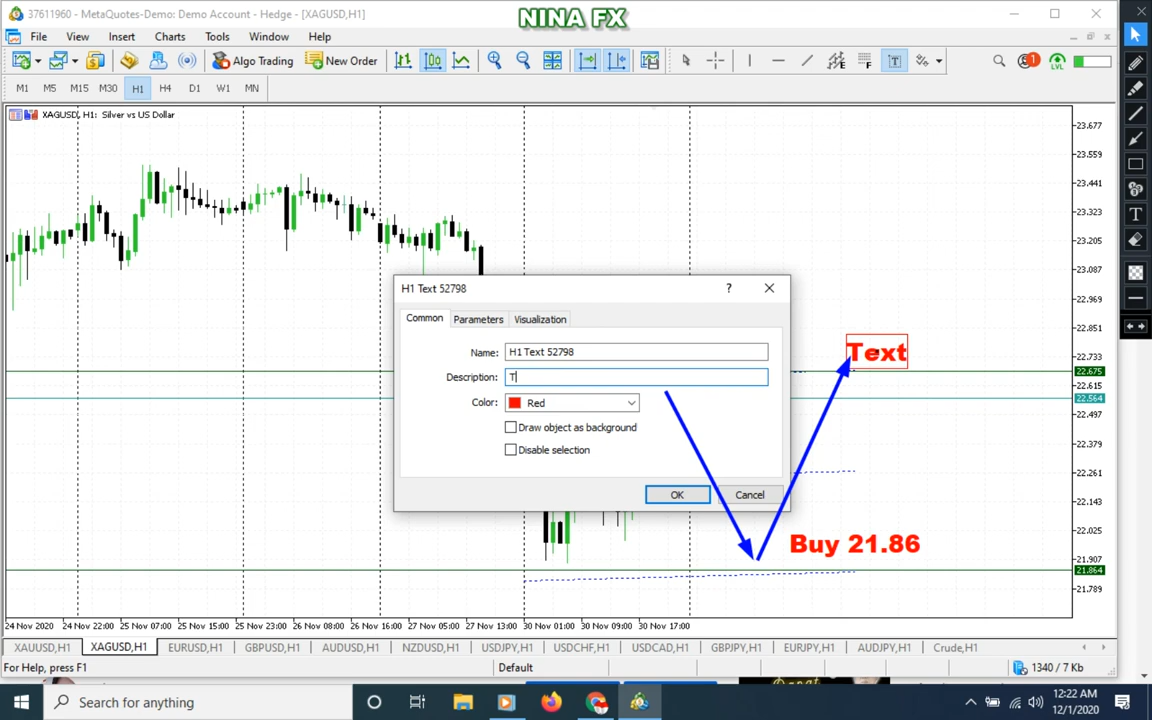 37611960 - MetaQuotes-Demo: Demo Account - Hedge - [XAGUSD,H1]
NINA FX
File View Insert Charts Tools Window Help
Algo Trading New Order
E F T 1 LVL
M1 M5 M15 M30 H1 H4 D1 W1 MN
XAGUSD, H1: Silver vs US Dollar
23.677
23.559
23.441
23.323
23.205
23.087
22.969
22.851
22.733
22.675
22.615
22.564
22.497
22.379
22.261
22.143
22.025
21.907
21.864
21.789
H1 Text 52798 ?
Common Parameters Visualization
Name: H1 Text 52798
Description: T
Color: Red
Draw object as background
Disable selection
OK Cancel
Text
Buy 21.86
24 Nov 2020 24 Nov 22:00 25 Nov 07:00 25 Nov 15:00 25 Nov 23:00 26 Nov 08:00 26 Nov 16:00 27 Nov 05:00 27 Nov 13:00 30 Nov 01:00 30 Nov 09:00 30 Nov 17:00
XAUUSD,H1 XAGUSD,H1 EURUSD,H1 GBPUSD,H1 AUDUSD,H1 NZDUSD,H1 USDJPY,H1 USDCHF,H1 USDCAD,H1 GBPJPY,H1 EURJPY,H1 AUDJPY,H1 Crude,H1
For Help, press F1 Default 1340 / 7 Kb
Search for anything
12:22 AM
12/1/2020